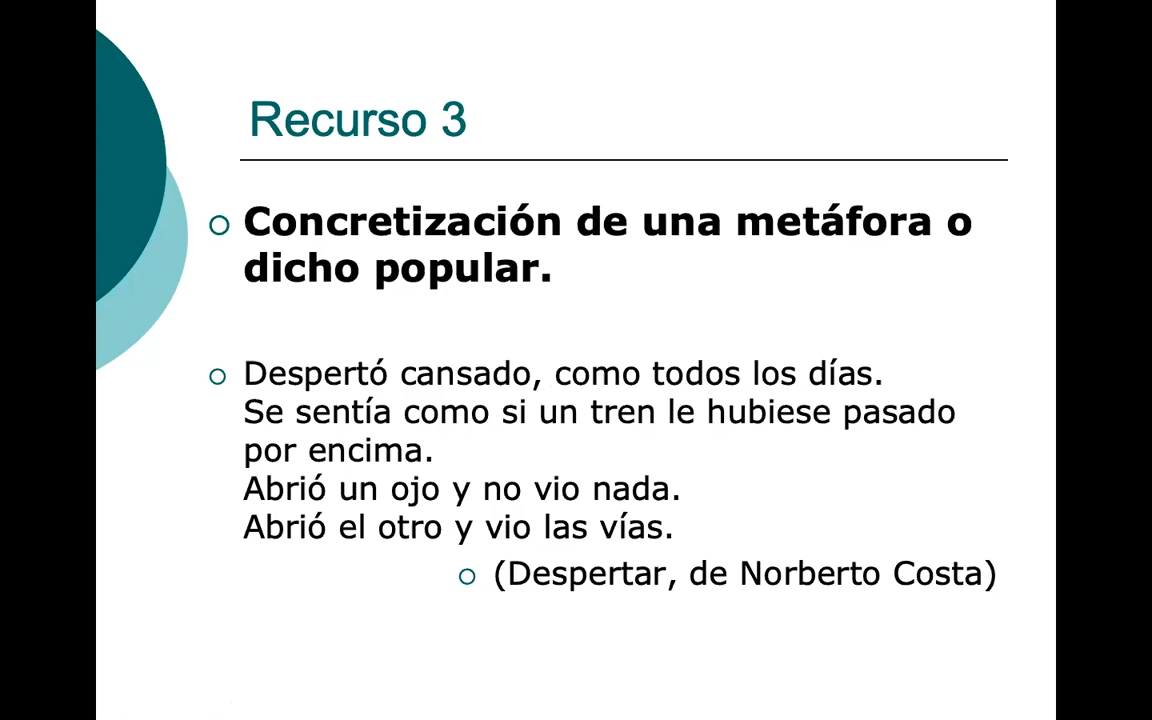 Recurso 3
Concretización de una metáfora o
dicho popular.
Despertó cansado, como todos los días.
Se sentía como si un tren le hubiese pasado
por encima.
Abrió un ojo y no vio nada.
Abrió el otro y vio las vías.
(Despertar, de Norberto Costa)